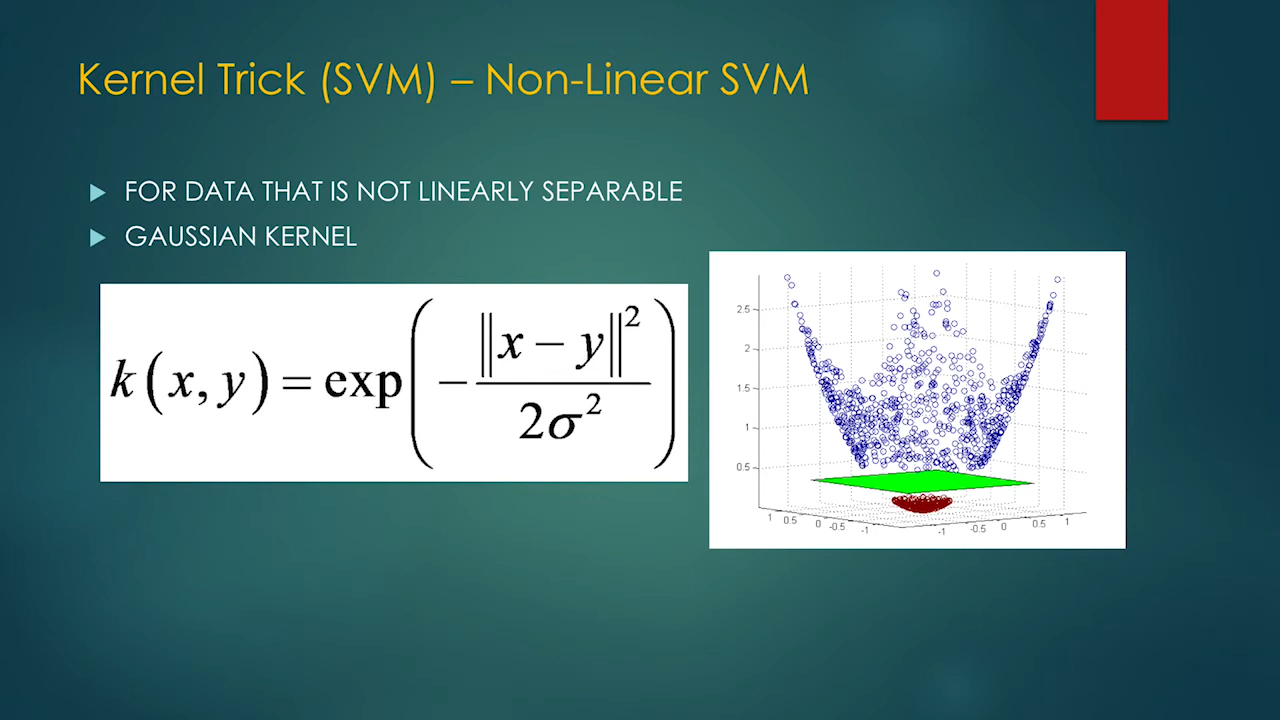 Kernel Trick (SVM) – Non-Linear SVM
FOR DATA THAT IS NOT LINEARLY SEPARABLE
GAUSSIAN KERNEL
k(x, y) = exp(−‖x − y‖² / 2σ²)
2.5
2
1.5
1
0.5
1 0.5 0 -0.5 -1
-1 -0.5 0 0.5 1